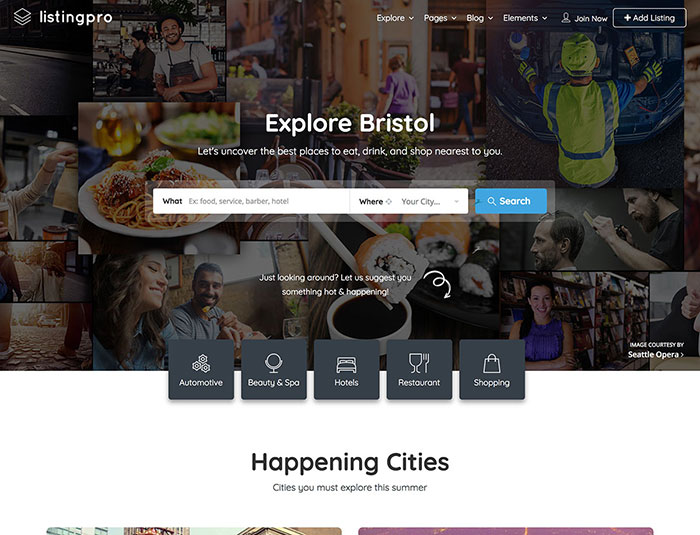 listingpro
Explore Pages Blog Elements Join Now + Add Listing
Explore Bristol
Let's uncover the best places to eat, drink, and shop nearest to you.
What Ex: food, service, barber, hotel Where Your City... Search
Just looking around? Let us suggest you
something hot & happening!
IMAGE COURTESY BY
Seattle Opera
Automotive Beauty & Spa Hotels Restaurant Shopping
Happening Cities
Cities you must explore this summer